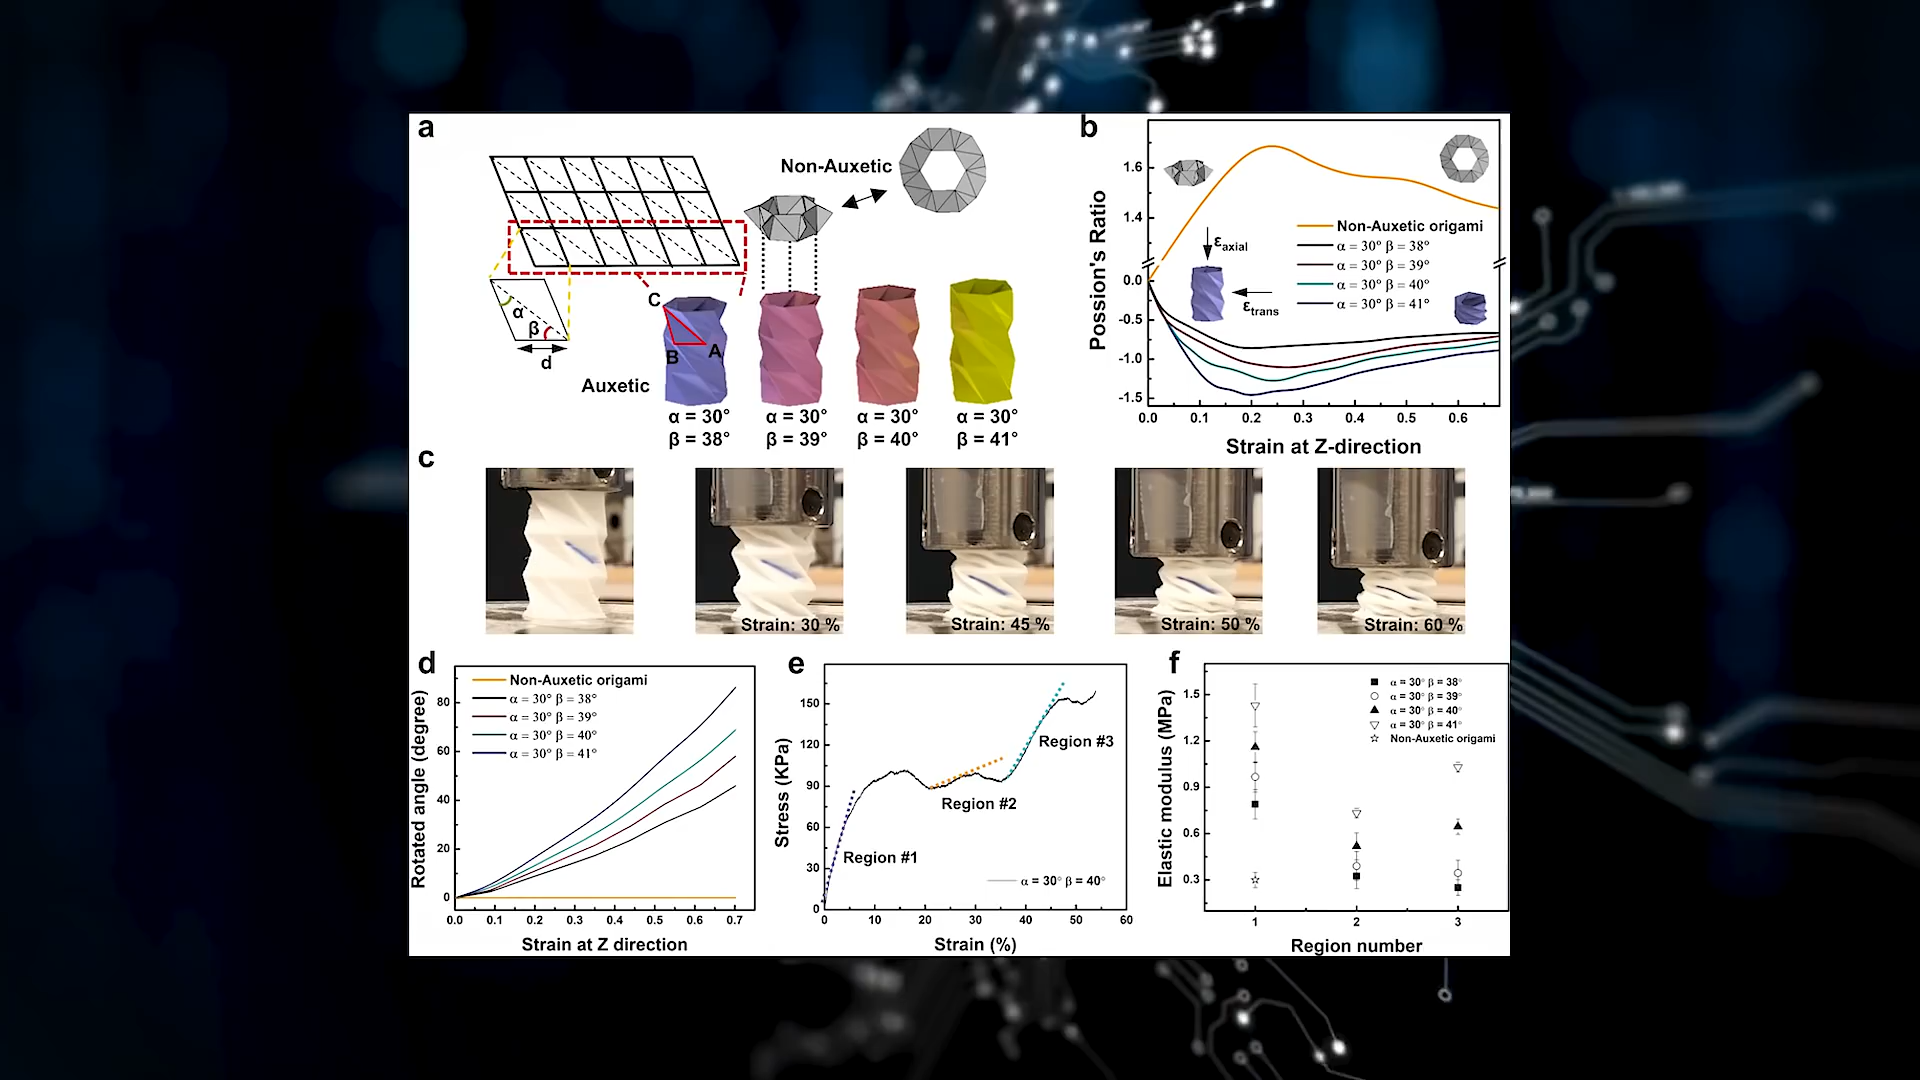 a
Non-Auxetic
α
β
d
C
B
A
Auxetic
α = 30°
β = 38°
α = 30°
β = 39°
α = 30°
β = 40°
α = 30°
β = 41°
b
Possion's Ratio
1.6
1.4
0.0
-0.5
-1.0
-1.5
Non-Auxetic origami
α = 30° β = 38°
α = 30° β = 39°
α = 30° β = 40°
α = 30° β = 41°
εaxial
εtrans
0.0 0.1 0.2 0.3 0.4 0.5 0.6
Strain at Z-direction
c
Strain: 30 %
Strain: 45 %
Strain: 50 %
Strain: 60 %
d
Rotated angle (degree)
80
60
40
20
0
Non-Auxetic origami
α = 30° β = 38°
α = 30° β = 39°
α = 30° β = 40°
α = 30° β = 41°
0.0 0.1 0.2 0.3 0.4 0.5 0.6 0.7
Strain at Z direction
e
Stress (KPa)
150
120
90
60
30
0
Region #1
Region #2
Region #3
α = 30° β = 40°
0 10 20 30 40 50 60
Strain (%)
f
Elastic modulus (MPa)
1.5
1.2
0.9
0.6
0.3
α = 30° β = 38°
α = 30° β = 39°
α = 30° β = 40°
α = 30° β = 41°
Non-Auxetic origami
1 2 3
Region number